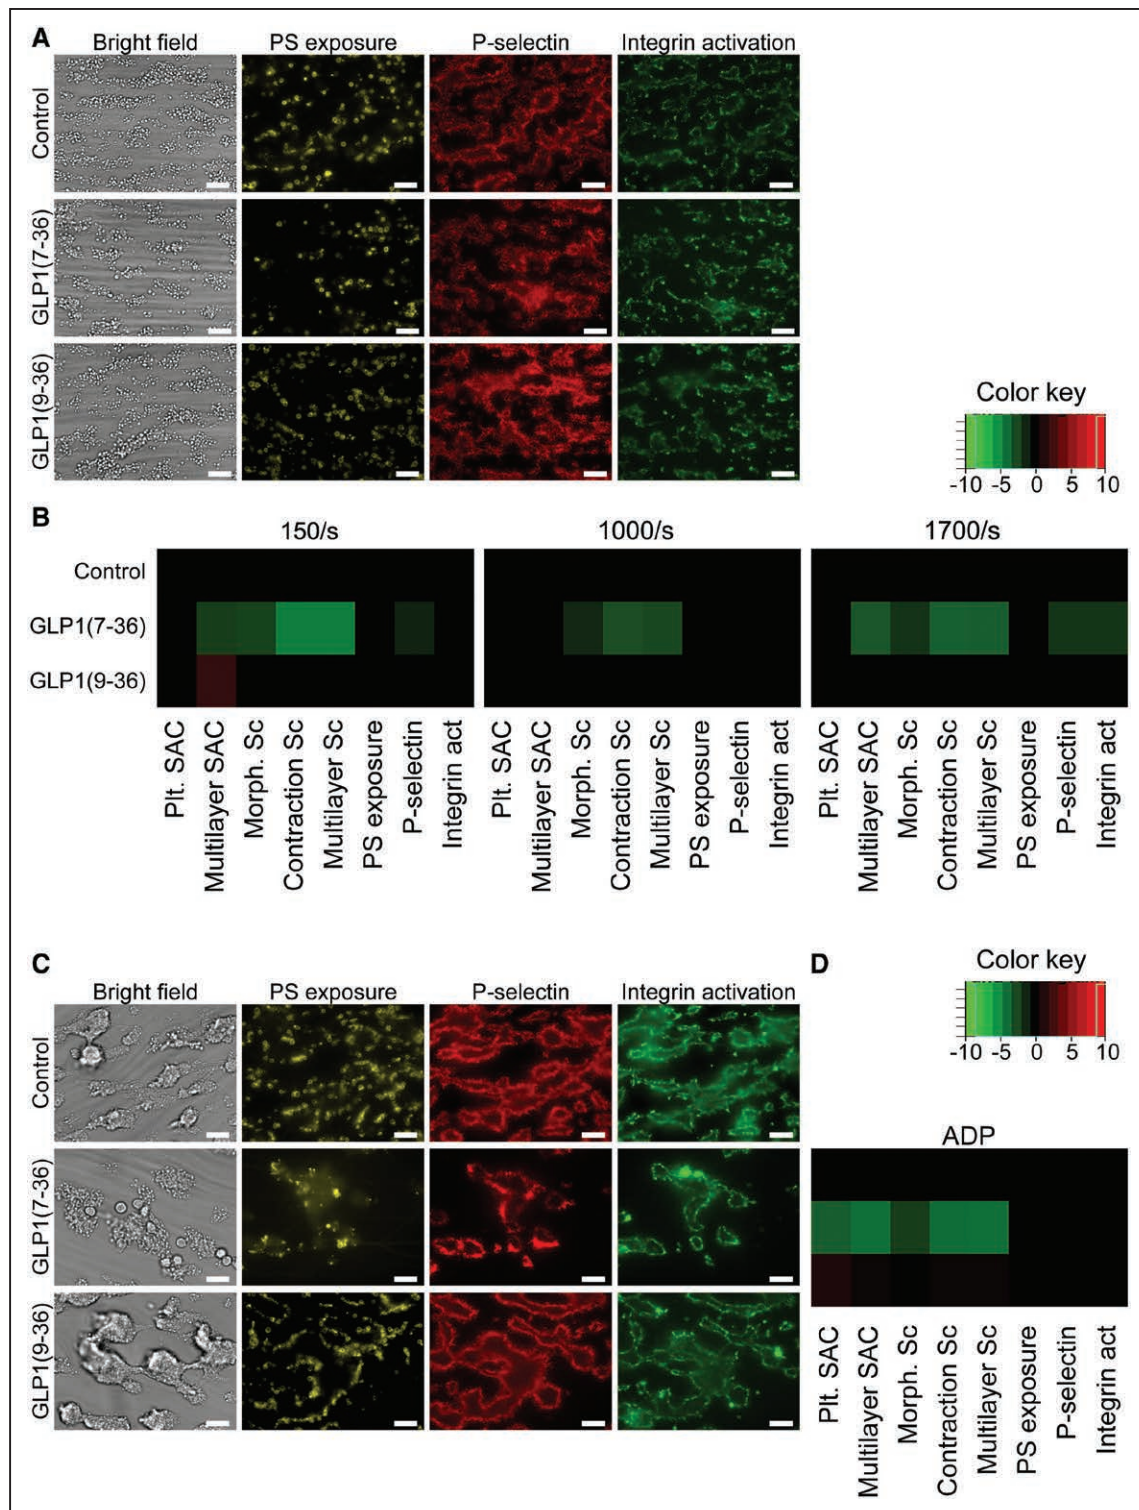 A
Bright field PS exposure P-selectin Integrin activation
Control
GLP1(7-36)
GLP1(9-36)
Color key
-10 -5 0 5 10
B
150/s 1000/s 1700/s
Control
GLP1(7-36)
GLP1(9-36)
Plt. SAC Multilayer SAC Morph. Sc Contraction Sc Multilayer Sc PS exposure P-selectin Integrin act Plt. SAC Multilayer SAC Morph. Sc Contraction Sc Multilayer Sc PS exposure P-selectin Integrin act Plt. SAC Multilayer SAC Morph. Sc Contraction Sc Multilayer Sc PS exposure P-selectin Integrin act
C
Bright field PS exposure P-selectin Integrin activation
Control
GLP1(7-36)
GLP1(9-36)
D
Color key
-10 -5 0 5 10
ADP
Plt. SAC Multilayer SAC Morph. Sc Contraction Sc Multilayer Sc PS exposure P-selectin Integrin act